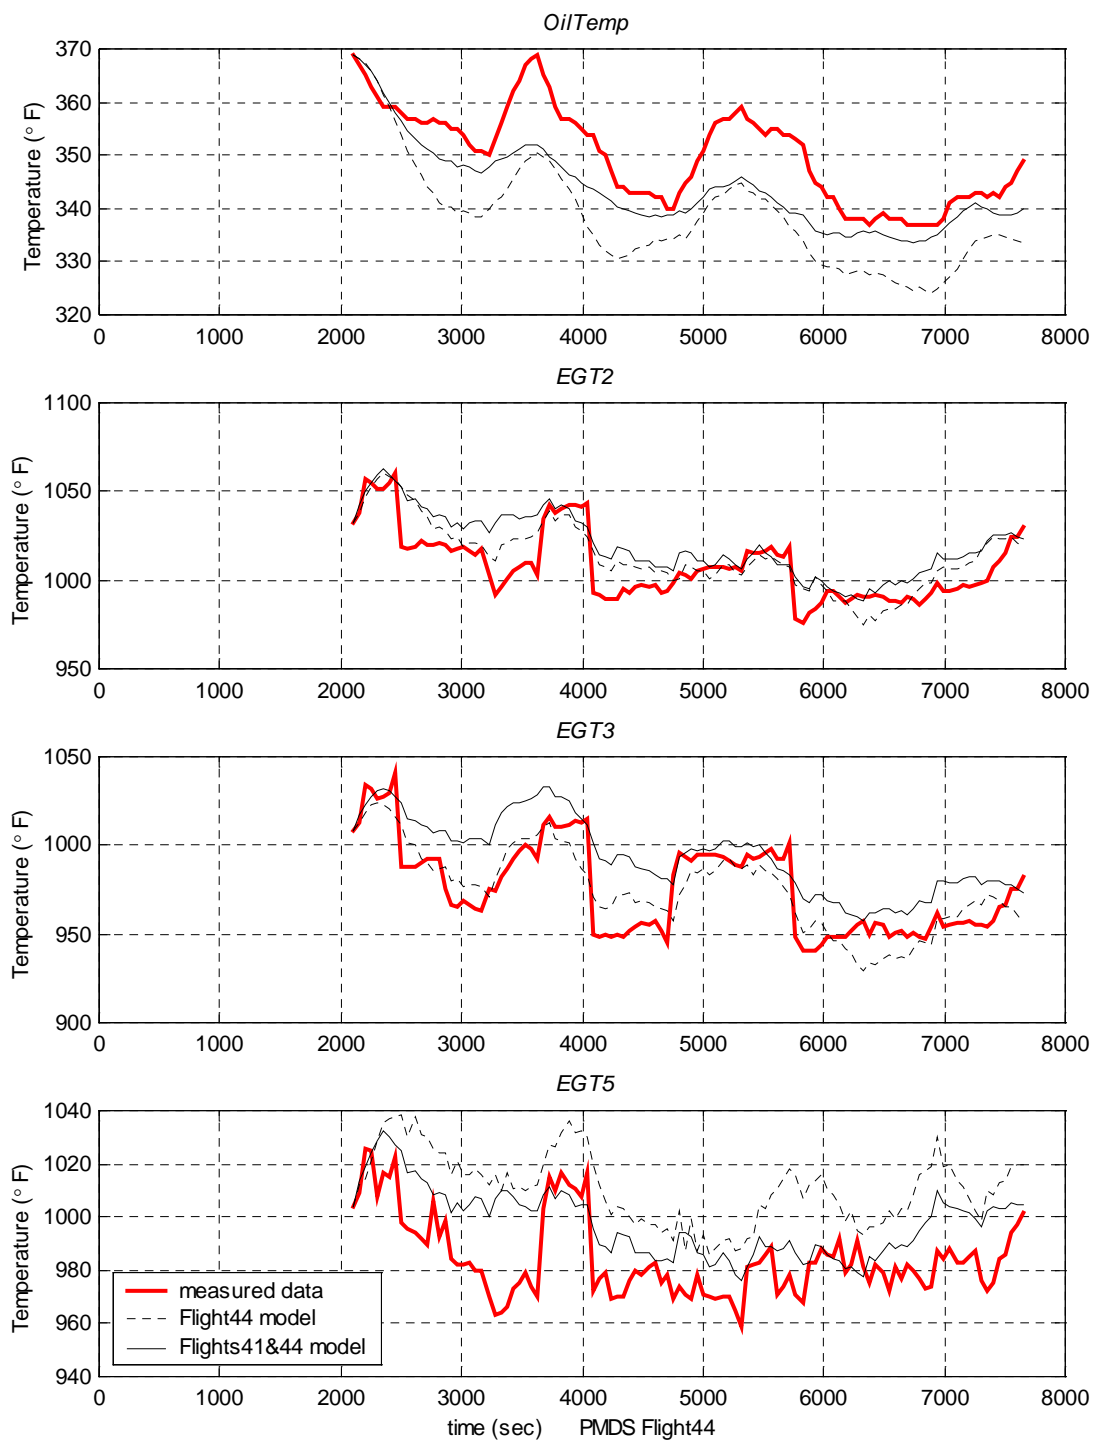 OilTemp
Temperature (° F)
370
360
350
340
330
320
0 1000 2000 3000 4000 5000 6000 7000 8000
EGT2
Temperature (° F)
1100
1050
1000
950
0 1000 2000 3000 4000 5000 6000 7000 8000
EGT3
Temperature (° F)
1050
1000
950
900
0 1000 2000 3000 4000 5000 6000 7000 8000
EGT5
Temperature (° F)
1040
1020
1000
980
960
940
measured data
Flight44 model
Flights41&44 model
0 1000 2000 3000 4000 5000 6000 7000 8000
time (sec) PMDS Flight44